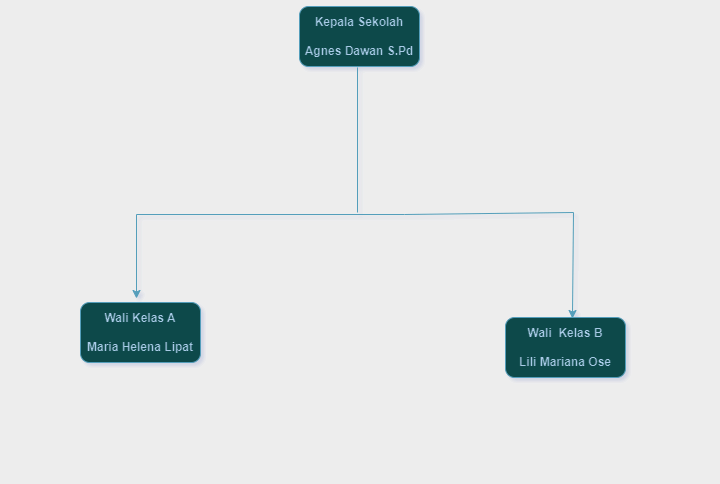 Kepala Sekolah
Agnes Dawan S.Pd
Wali Kelas A
Maria Helena Lipat
Wali  Kelas B
Lili Mariana Ose